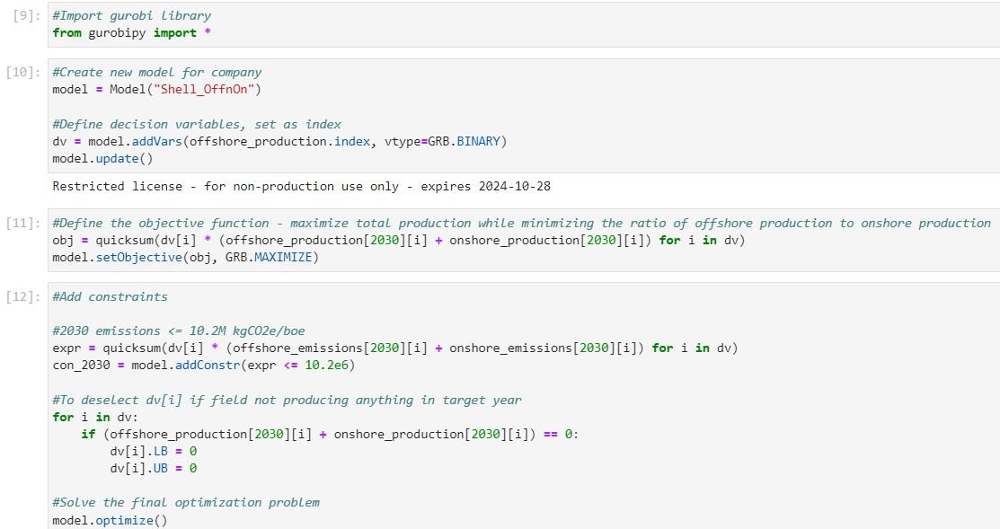 [9]:
#Import gurobi library
from gurobipy import *
[10]:
#Create new model for company
model = Model("Shell_OffnOn")
#Define decision variables, set as index
dv = model.addVars(offshore_production.index, vtype=GRB.BINARY)
model.update()
Restricted license - for non-production use only - expires 2024-10-28
[11]:
#Define the objective function - maximize total production while minimizing the ratio of offshore production to onshore production
obj = quicksum(dv[i] * (offshore_production[2030][i] + onshore_production[2030][i]) for i in dv)
model.setObjective(obj, GRB.MAXIMIZE)
[12]:
#Add constraints
#2030 emissions <= 10.2M kgCO2e/boe
expr = quicksum(dv[i] * (offshore_emissions[2030][i] + onshore_emissions[2030][i]) for i in dv)
con_2030 = model.addConstr(expr <= 10.2e6)
#To deselect dv[i] if field not producing anything in target year
for i in dv:
    if (offshore_production[2030][i] + onshore_production[2030][i]) == 0:
        dv[i].LB = 0
        dv[i].UB = 0
#Solve the final optimization problem
model.optimize()